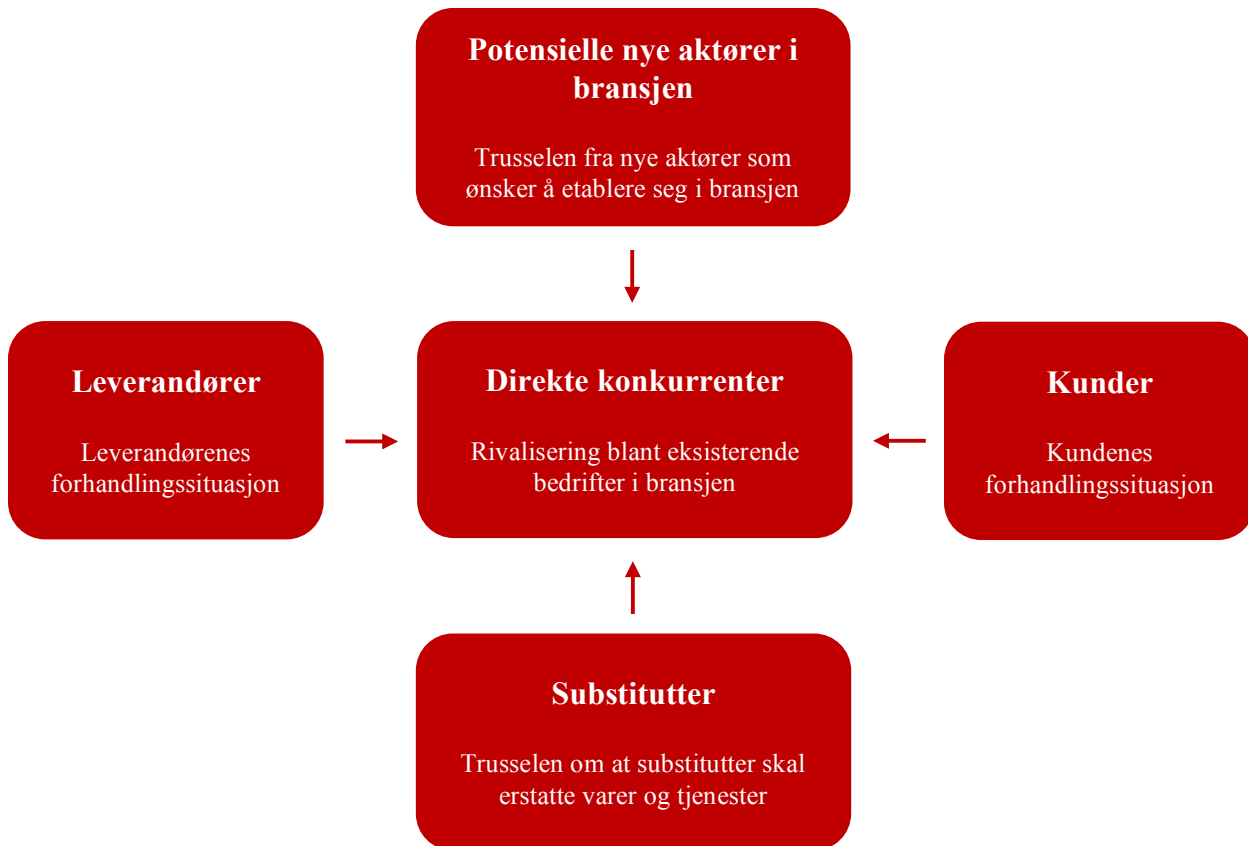 Potensielle nye aktører i
bransjen
Trusselen fra nye aktører som
ønsker å etablere seg i bransjen
Leverandører
Leverandørenes
forhandlingssituasjon
Direkte konkurrenter
Rivalisering blant eksisterende
bedrifter i bransjen
Kunder
Kundenes
forhandlingssituasjon
Substitutter
Trusselen om at substitutter skal
erstatte varer og tjenester